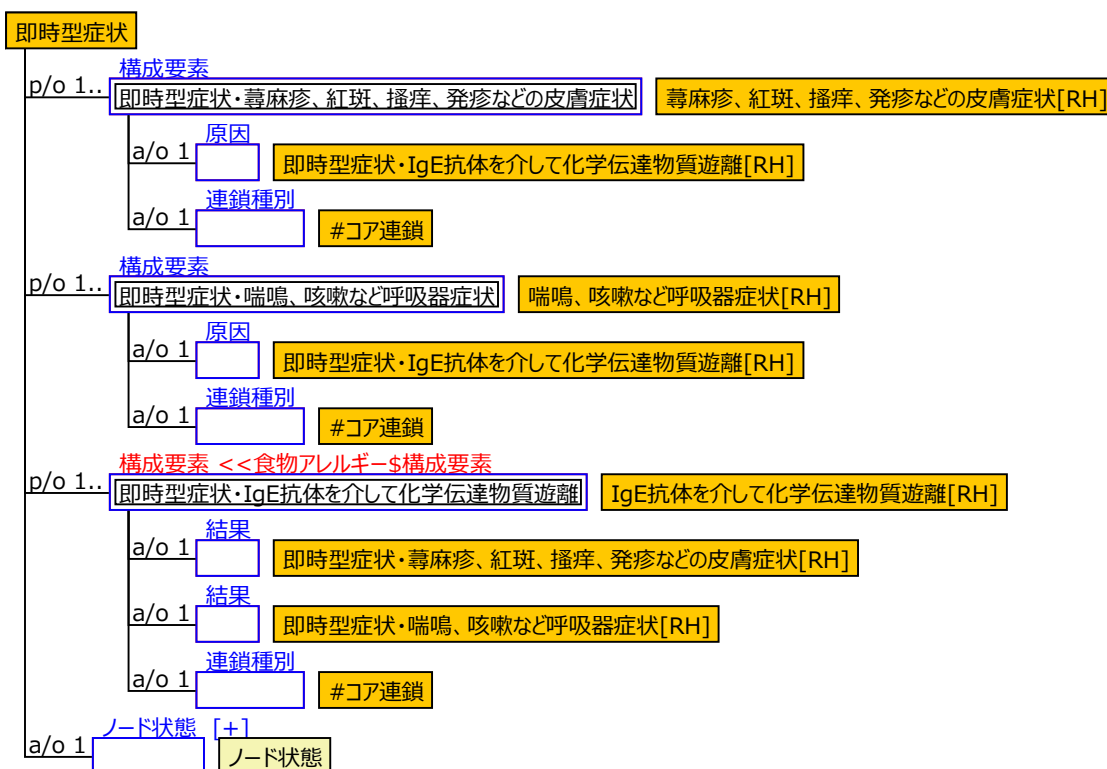 即時型症状
構成要素
p/o 1.. 即時型症状・蕁麻疹、紅斑、掻痒、発疹などの皮膚症状 蕁麻疹、紅斑、掻痒、発疹などの皮膚症状[RH]
原因
a/o 1 即時型症状・IgE抗体を介して化学伝達物質遊離[RH]
連鎖種別
a/o 1 #コア連鎖
構成要素
p/o 1.. 即時型症状・喘鳴、咳嗽など呼吸器症状 喘鳴、咳嗽など呼吸器症状[RH]
原因
a/o 1 即時型症状・IgE抗体を介して化学伝達物質遊離[RH]
連鎖種別
a/o 1 #コア連鎖
構成要素 <<食物アレルギー$構成要素
p/o 1.. 即時型症状・IgE抗体を介して化学伝達物質遊離 IgE抗体を介して化学伝達物質遊離[RH]
結果
a/o 1 即時型症状・蕁麻疹、紅斑、掻痒、発疹などの皮膚症状[RH]
結果
a/o 1 即時型症状・喘鳴、咳嗽など呼吸器症状[RH]
連鎖種別
a/o 1 #コア連鎖
ノード状態 [+]
a/o 1 ノード状態